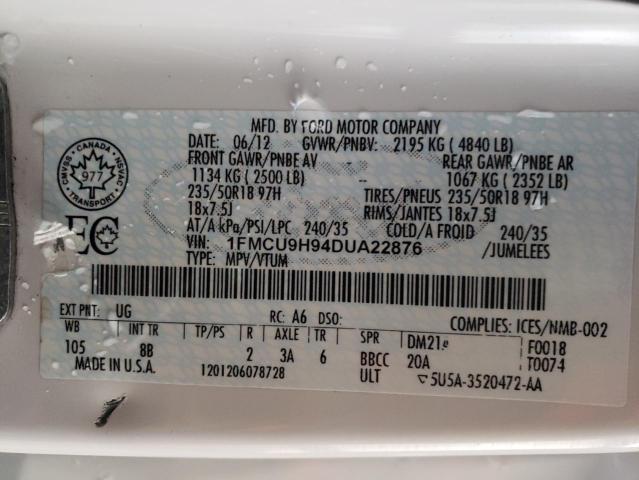 MFD. BY FORD MOTOR COMPANY
DATE: 06/12 GVWR/PNBV: 2195 KG ( 4840 LB)
FRONT GAWR/PNBE AV REAR GAWR/PNBE AR
1134 KG ( 2500 LB) -- 1067 KG ( 2352 LB)
235/50R18 97H TIRES/PNEUS 235/50R18 97H
18x7.5J RIMS/JANTES 18x7.5J
AT/A kPa/PSI/LPC 240/35 COLD/A FROID 240/35
VIN: 1FMCU9H94DUA22876 /JUMELEES
TYPE: MPV/VTUM
CANADA
CMVSS NSVAC
977
TRANSPORT
EC
EXT PNT: UG RC: A6 DSO: COMPLIES: ICES/NMB-002
WB INT TR TP/PS R AXLE TR SPR DM21. F0018
105 8B 2 3A 6 BBCC 20A T0074
MADE IN U.S.A. 1201206078728 ULT 5U5A-3520472-AA